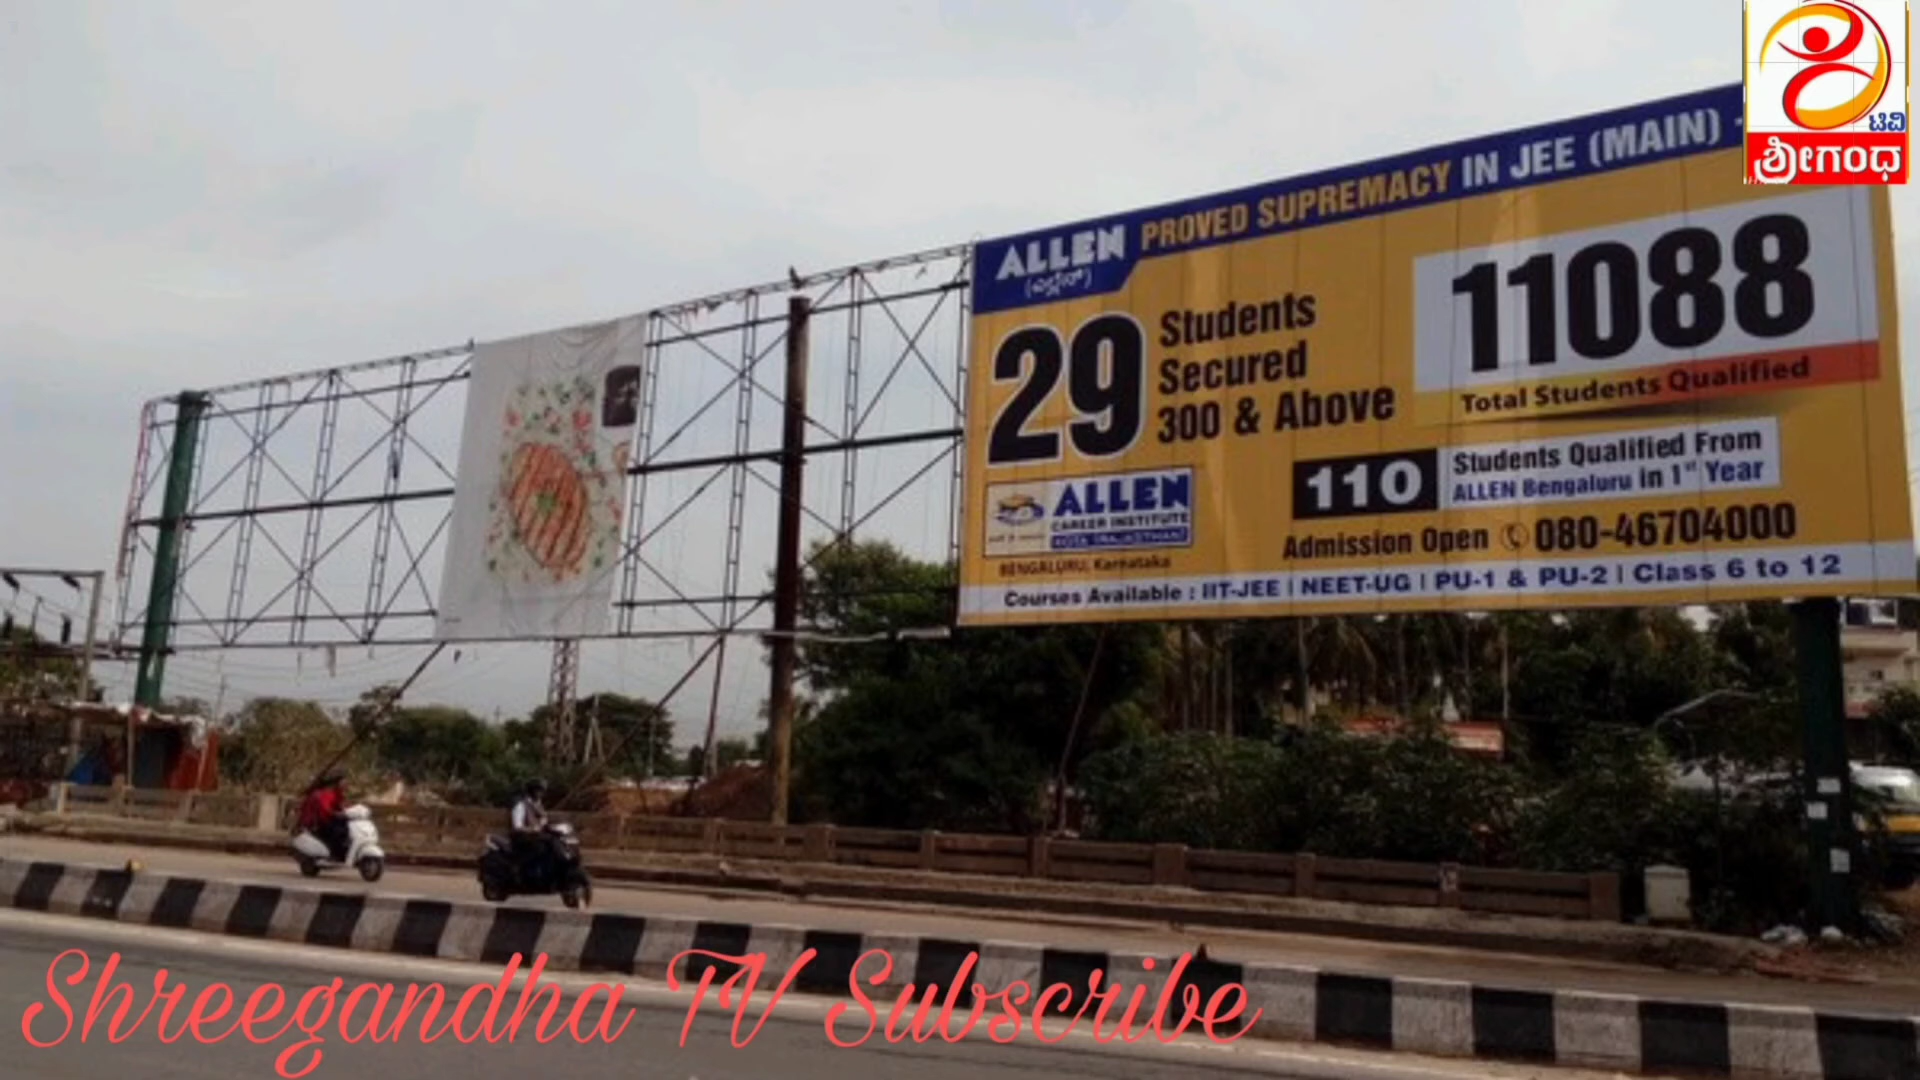 ಟಿವಿ
ಶ್ರೀಗಂಧ
ALLEN PROVED SUPREMACY IN JEE (MAIN)
29 Students
Secured
300 & Above
11088
Total Students Qualified
110 Students Qualified From
ALLEN Bengaluru in 1st Year
ALLEN
CAREER INSTITUTE
KOTA (RAJASTHAN)
BENGALURU, Karnataka
Admission Open 080-46704000
Courses Available : IIT-JEE | NEET-UG | PU-1 & PU-2 | Class 6 to 12
Shreegandha TV Subscribe